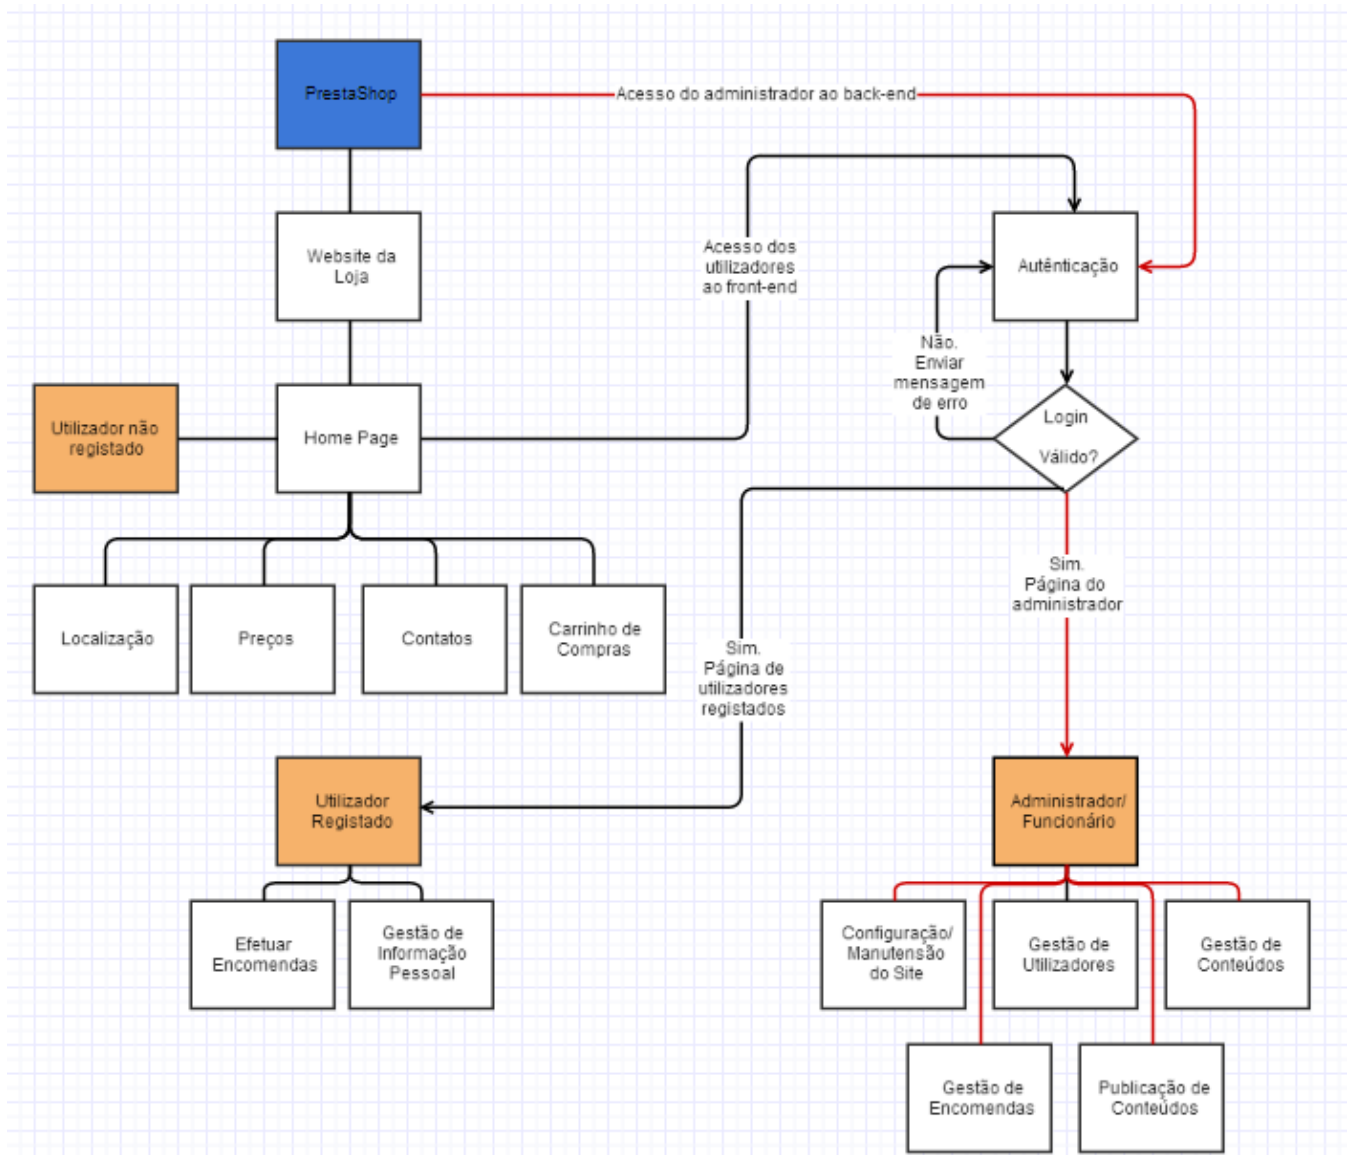 PrestaShop
Acesso do administrador ao back-end
Website da
Loja
Acesso dos
utilizadores
ao front-end
Autênticação
Não.
Enviar
mensagem
de erro
Utilizador não
registado
Home Page
Login
Válido?
Localização
Preços
Contatos
Carrinho de
Compras
Sim.
Página do
administrador
Sim.
Página de
utilizadores
registados
Utilizador
Registado
Administrador/
Funcionário
Efetuar
Encomendas
Gestão de
Informação
Pessoal
Configuração/
Manutensão
do Site
Gestão de
Utilizadores
Gestão de
Conteúdos
Gestão de
Encomendas
Publicação de
Conteúdos